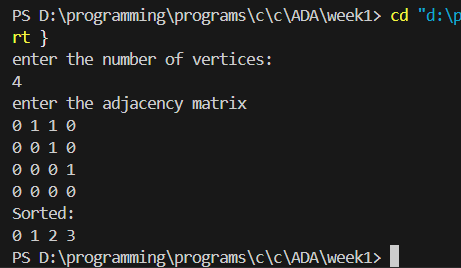 PS D:\programming\programs\c\c\ADA\week1> cd "d:\p
rt }
enter the number of vertices:
4
enter the adjacency matrix
0 1 1 0
0 0 1 0
0 0 0 1
0 0 0 0
Sorted:
0 1 2 3
PS D:\programming\programs\c\c\ADA\week1>